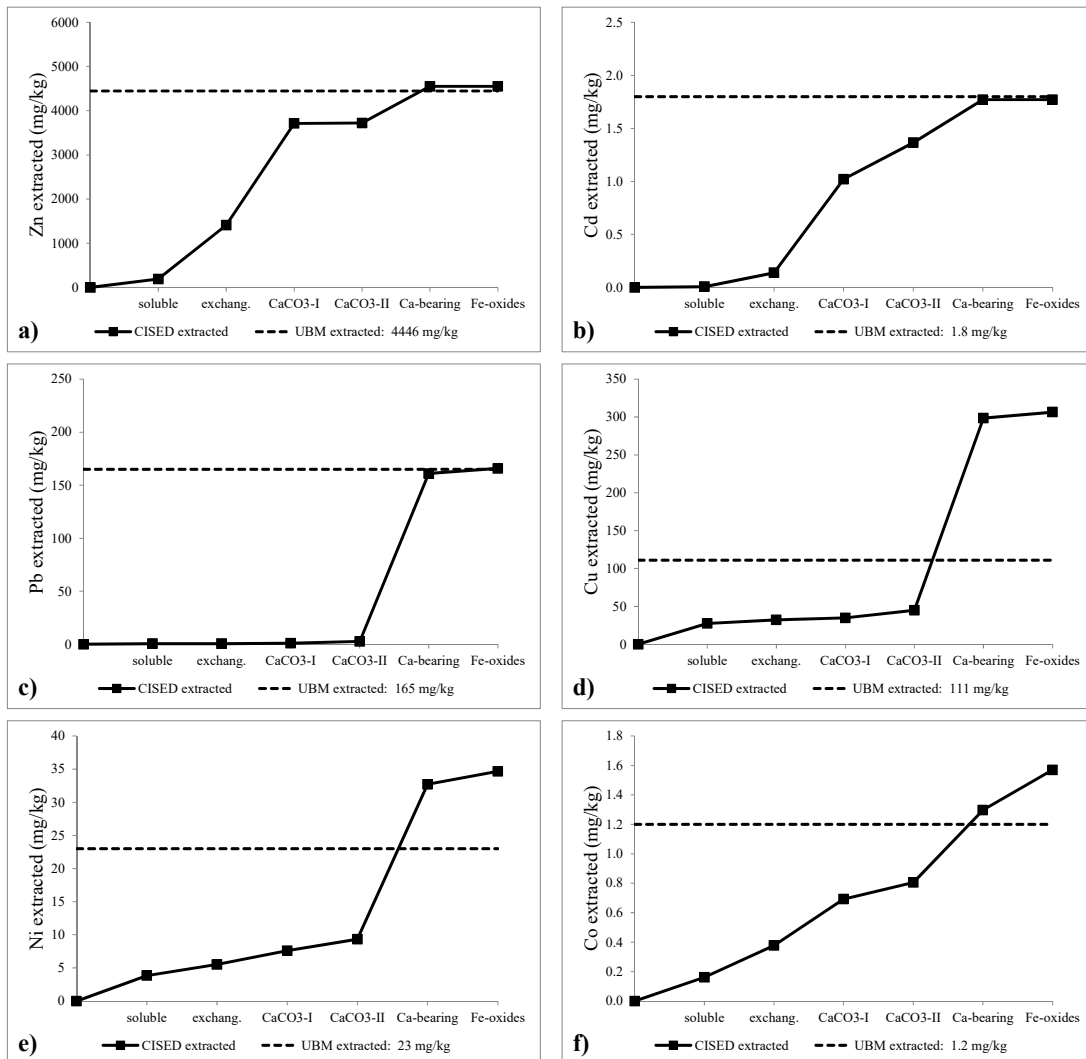 6000
5000
4000
3000
2000
1000
0
Zn extracted (mg/kg)
soluble exchang. CaCO3-I CaCO3-II Ca-bearing Fe-oxides
CISED extracted UBM extracted: 4446 mg/kg
a)
2.5
2.0
1.5
1.0
0.5
0.0
Cd extracted (mg/kg)
soluble exchang. CaCO3-I CaCO3-II Ca-bearing Fe-oxides
CISED extracted UBM extracted: 1.8 mg/kg
b)
250
200
150
100
50
0
Pb extracted (mg/kg)
soluble exchang. CaCO3-I CaCO3-II Ca-bearing Fe-oxides
CISED extracted UBM extracted: 165 mg/kg
c)
350
300
250
200
150
100
50
0
Cu extracted (mg/kg)
soluble exchang. CaCO3-I CaCO3-II Ca-bearing Fe-oxides
CISED extracted UBM extracted: 111 mg/kg
d)
40
35
30
25
20
15
10
5
0
Ni extracted (mg/kg)
soluble exchang. CaCO3-I CaCO3-II Ca-bearing Fe-oxides
CISED extracted UBM extracted: 23 mg/kg
e)
1.8
1.6
1.4
1.2
1.0
0.8
0.6
0.4
0.2
0.0
Co extracted (mg/kg)
soluble exchang. CaCO3-I CaCO3-II Ca-bearing Fe-oxides
CISED extracted UBM extracted: 1.2 mg/kg
f)